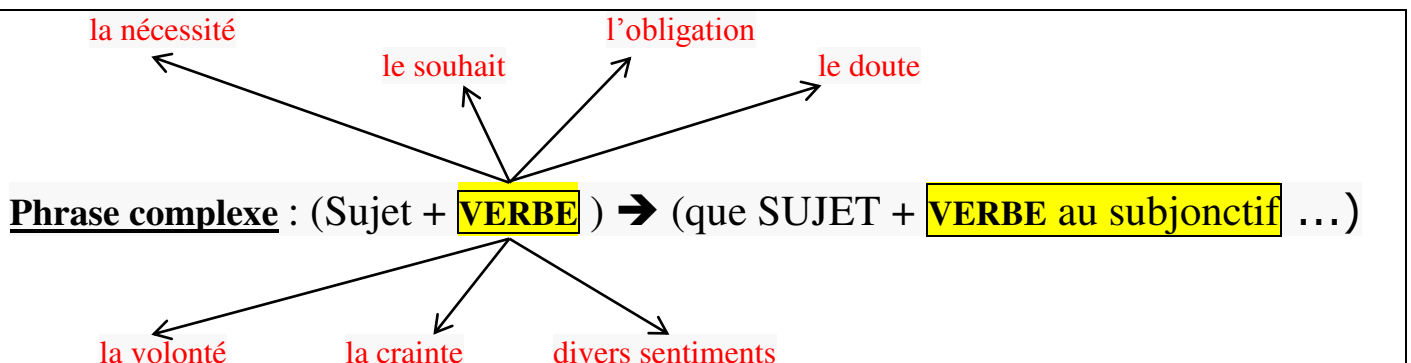 la nécessité l’obligation
le souhait le doute
Phrase complexe : (Sujet + VERBE ) ➔ (que SUJET + VERBE au subjonctif …)
la volonté la crainte divers sentiments